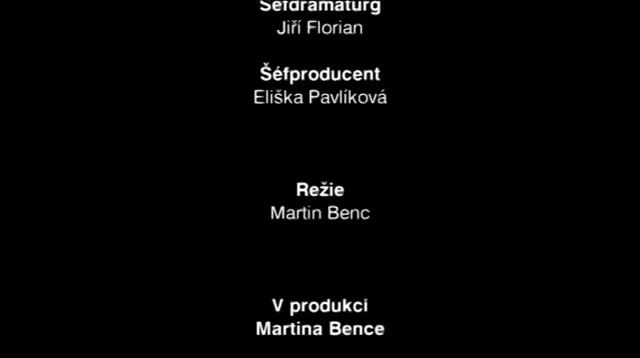 Šéfdramaturg
Jiří Florian
Šéfproducent
Eliška Pavlíková
Režie
Martin Benc
V produkci
Martina Bence